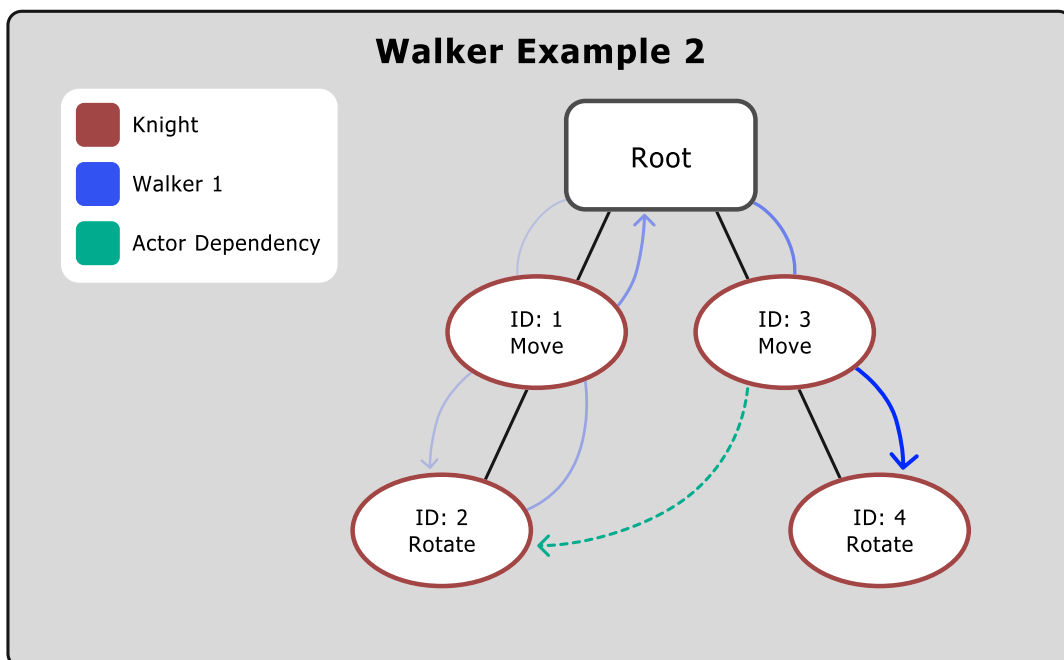 Walker Example 2
Knight
Walker 1
Actor Dependency
Root
ID: 1
Move
ID: 3
Move
ID: 2
Rotate
ID: 4
Rotate